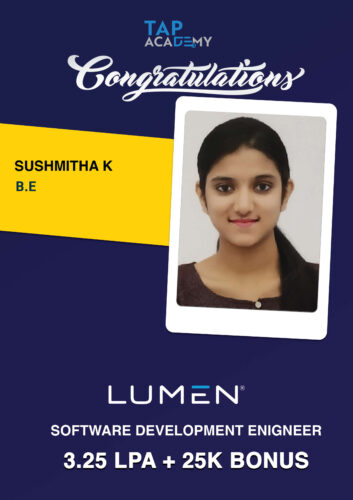 TAP
ACADEMY
Congratulations
SUSHMITHA K
B.E
LUMEN®
SOFTWARE DEVELOPMENT ENIGNEER
3.25 LPA + 25K BONUS